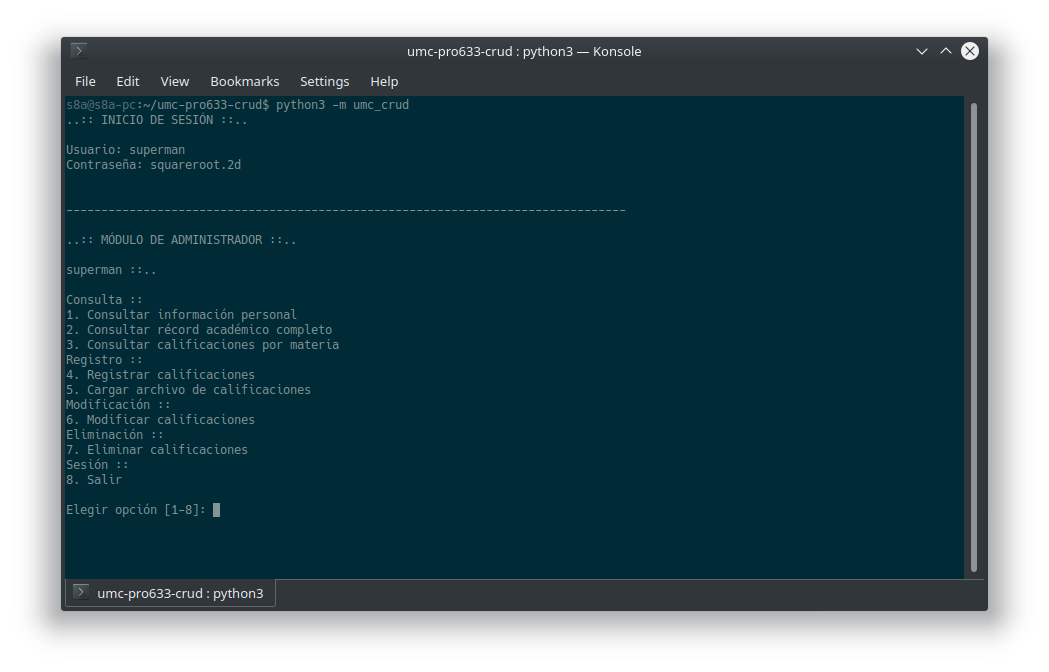 umc-pro633-crud : python3 — Konsole
File Edit View Bookmarks Settings Help
s8a@s8a-pc:~/umc-pro633-crud$ python3 -m umc_crud
..:: INICIO DE SESIÓN ::..
Usuario: superman
Contraseña: squareroot.2d
--------------------------------------------------------------------------------
..:: MÓDULO DE ADMINISTRADOR ::..
superman ::..
Consulta ::
1. Consultar información personal
2. Consultar récord académico completo
3. Consultar calificaciones por materia
Registro ::
4. Registrar calificaciones
5. Cargar archivo de calificaciones
Modificación ::
6. Modificar calificaciones
Eliminación ::
7. Eliminar calificaciones
Sesión ::
8. Salir
Elegir opción [1-8]:
umc-pro633-crud : python3